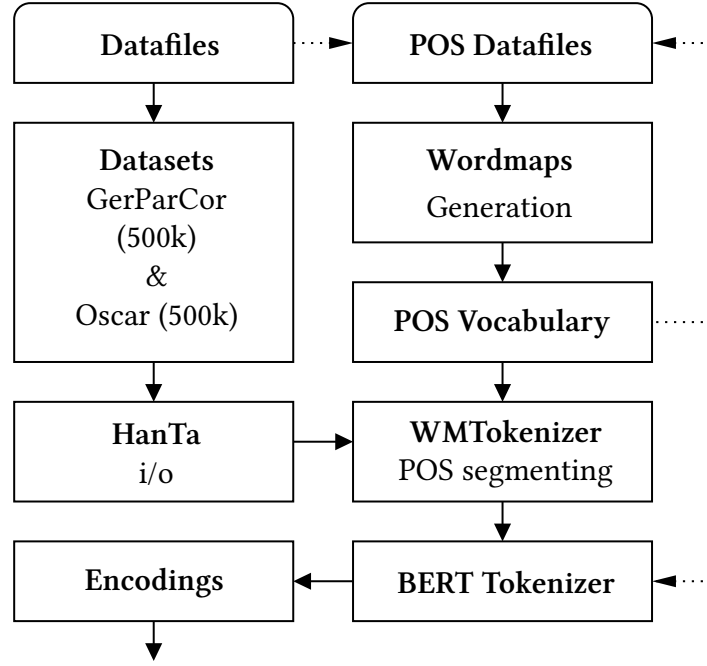 Datafiles
POS Datafiles
Datasets
GerParCor
(500k)
&
Oscar (500k)
Wordmaps
Generation
POS Vocabulary
HanTa
i/o
WMTokenizer
POS segmenting
Encodings
BERT Tokenizer